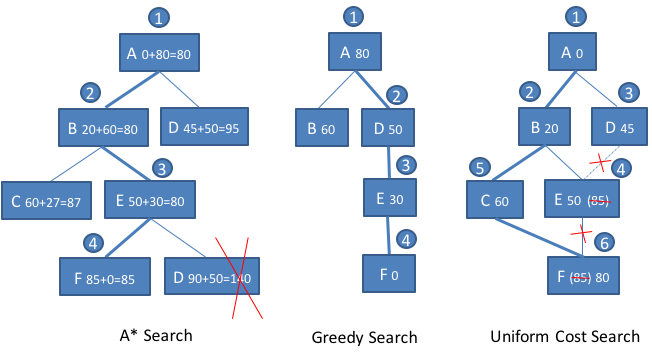 1
A 0+80=80
2
B 20+60=80
D 45+50=95
3
C 60+27=87
E 50+30=80
4
F 85+0=85
D 90+50=140
A* Search
1
A 80
2
B 60
D 50
3
E 30
4
F 0
Greedy Search
1
A 0
2
3
B 20
D 45
5
4
C 60
E 50 (85)
6
F (85) 80
Uniform Cost Search